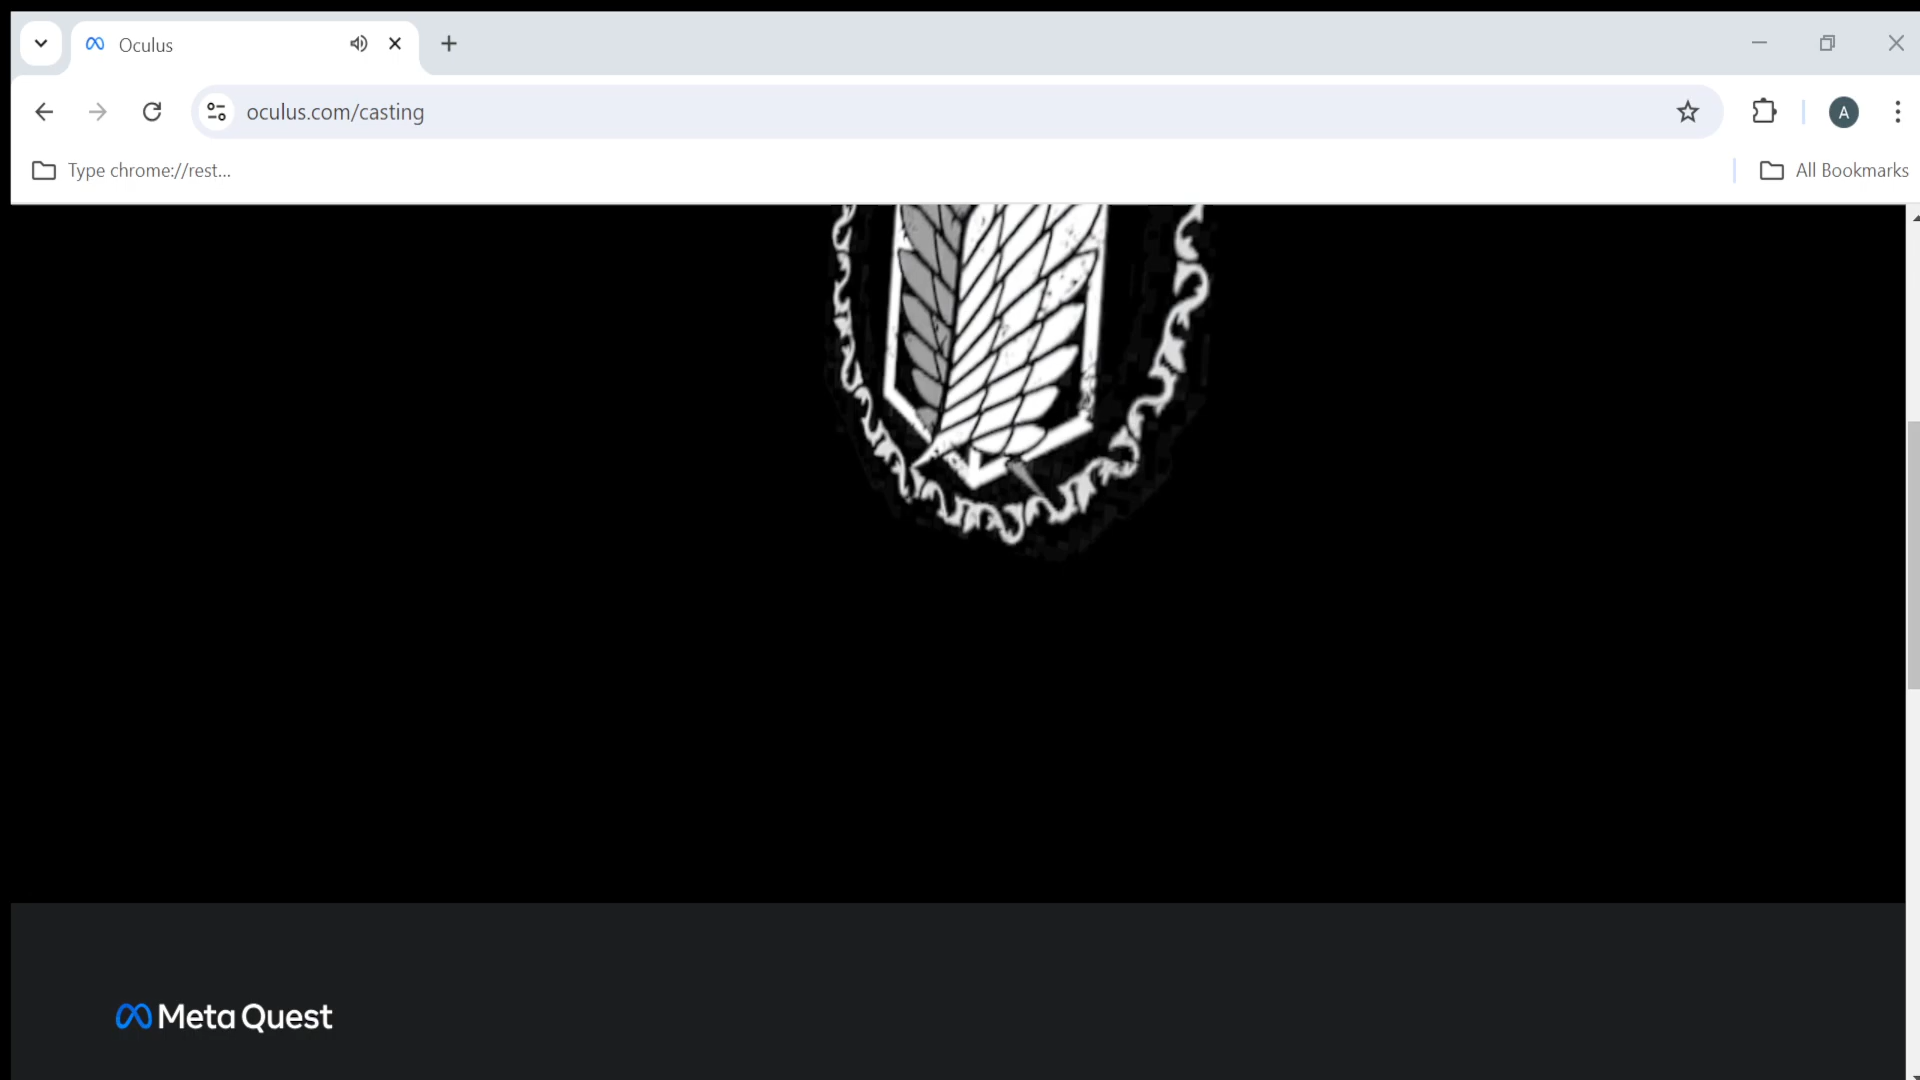 Oculus
oculus.com/casting
A
Type chrome://rest...
All Bookmarks
Meta Quest